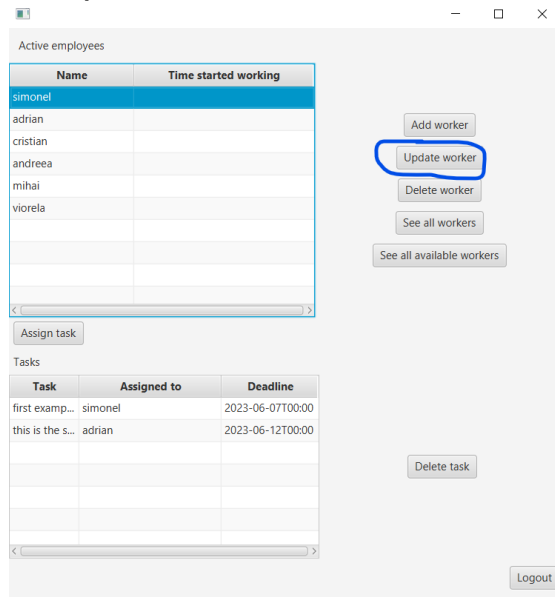 Active employees
Name Time started working
simonel
adrian
cristian
andreea
mihai
viorela
Add worker
Update worker
Delete worker
See all workers
See all available workers
Assign task
Tasks
Task Assigned to Deadline
first examp... simonel 2023-06-07T00:00
this is the s... adrian 2023-06-12T00:00
Delete task
Logout